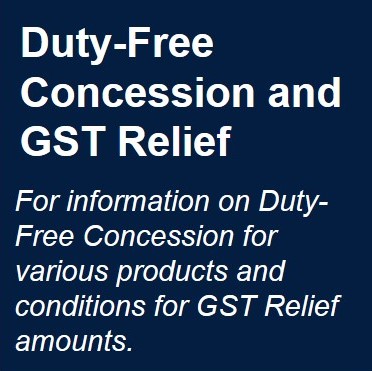 Duty-Free
Concession and
GST Relief
For information on Duty-
Free Concession for
various products and
conditions for GST Relief
amounts.